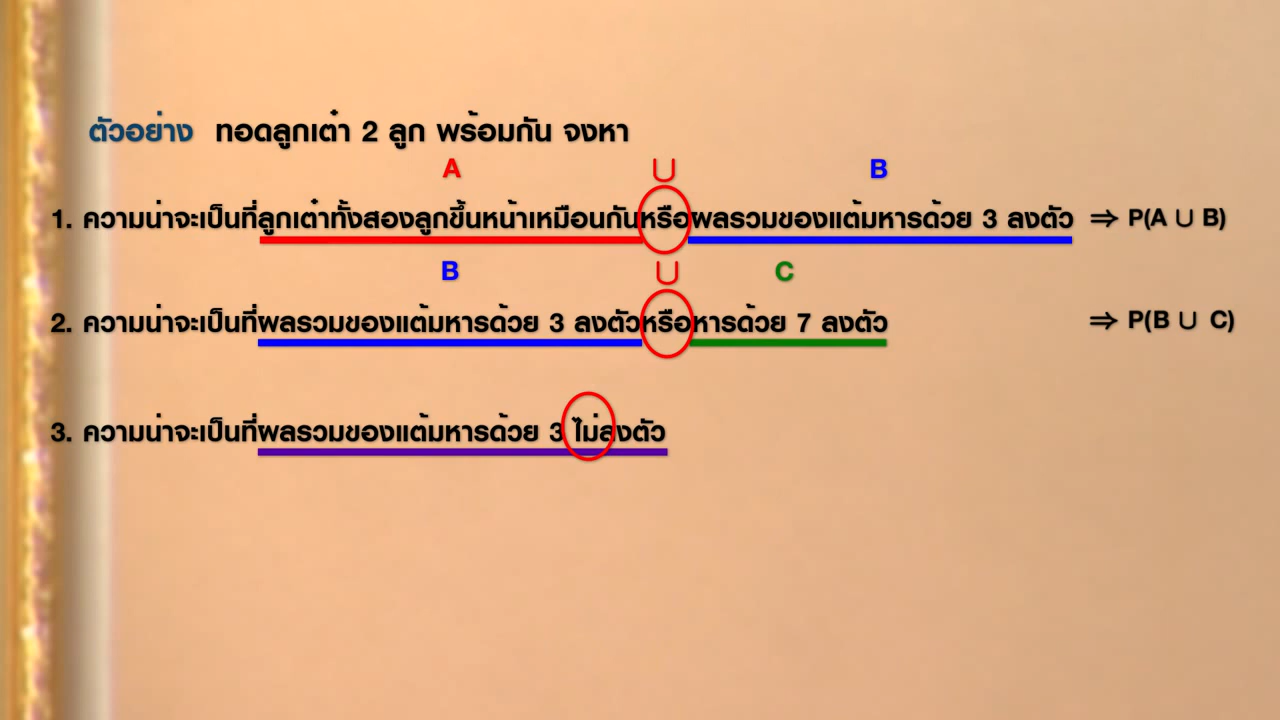 ตัวอย่าง ทอดลูกเต๋า 2 ลูก พร้อมกัน จงหา
A ∪ B
1. ความน่าจะเป็นที่ลูกเต๋าทั้งสองลูกขึ้นหน้าเหมือนกันหรือผลรวมของแต้มหารด้วย 3 ลงตัว ⇒ P(A ∪ B)
B ∪ C
2. ความน่าจะเป็นที่ผลรวมของแต้มหารด้วย 3 ลงตัวหรือหารด้วย 7 ลงตัว ⇒ P(B ∪ C)
3. ความน่าจะเป็นที่ผลรวมของแต้มหารด้วย 3 ไม่ลงตัว